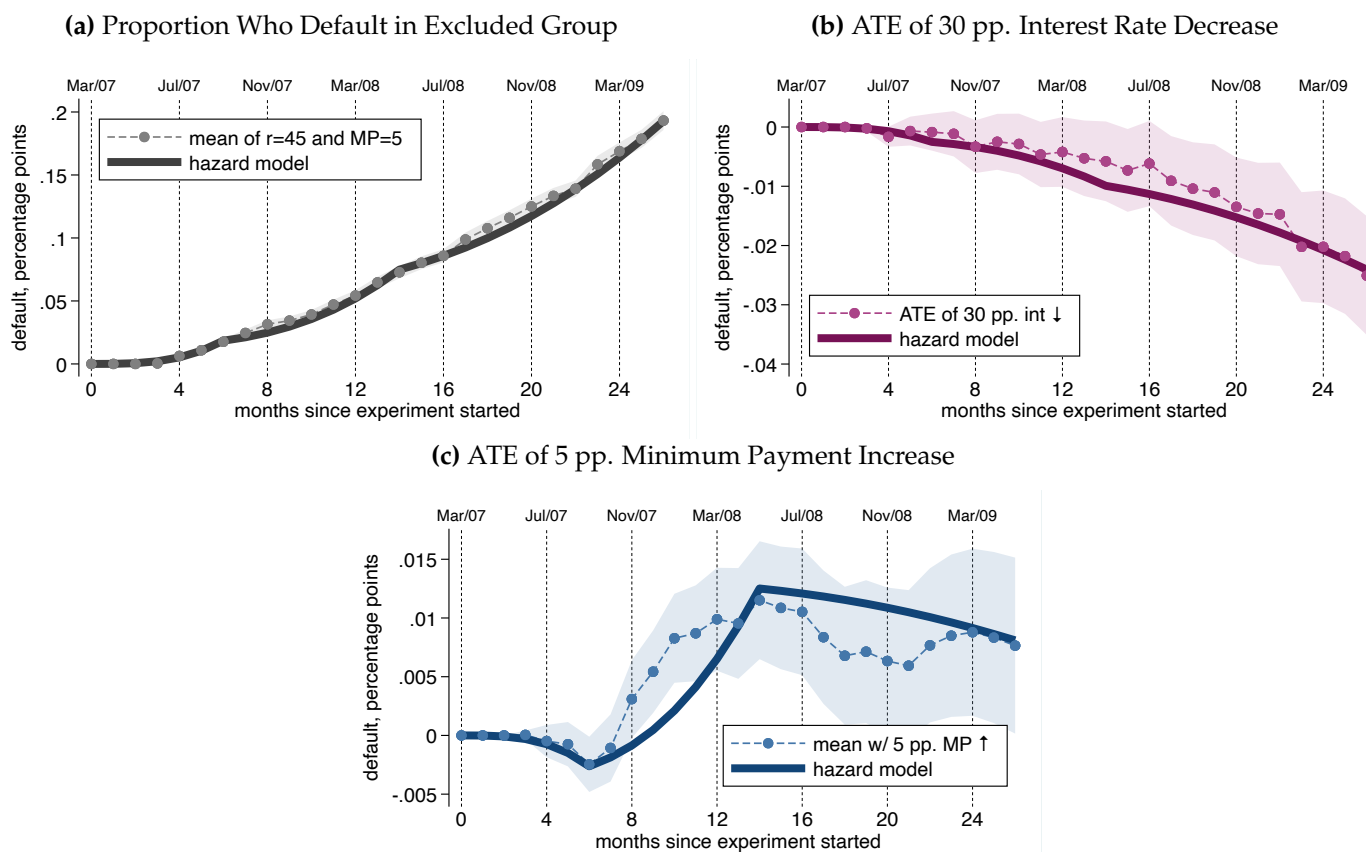 (a) Proportion Who Default in Excluded Group
Mar/07 Jul/07 Nov/07 Mar/08 Jul/08 Nov/08 Mar/09
default, percentage points
.2
.15
.1
.05
0
mean of r=45 and MP=5
hazard model
0 4 8 12 16 20 24
months since experiment started
(b) ATE of 30 pp. Interest Rate Decrease
Mar/07 Jul/07 Nov/07 Mar/08 Jul/08 Nov/08 Mar/09
default, percentage points
0
-.01
-.02
-.03
-.04
ATE of 30 pp. int ↓
hazard model
0 4 8 12 16 20 24
months since experiment started
(c) ATE of 5 pp. Minimum Payment Increase
Mar/07 Jul/07 Nov/07 Mar/08 Jul/08 Nov/08 Mar/09
default, percentage points
.015
.01
.005
0
-.005
mean w/ 5 pp. MP ↑
hazard model
0 4 8 12 16 20 24
months since experiment started